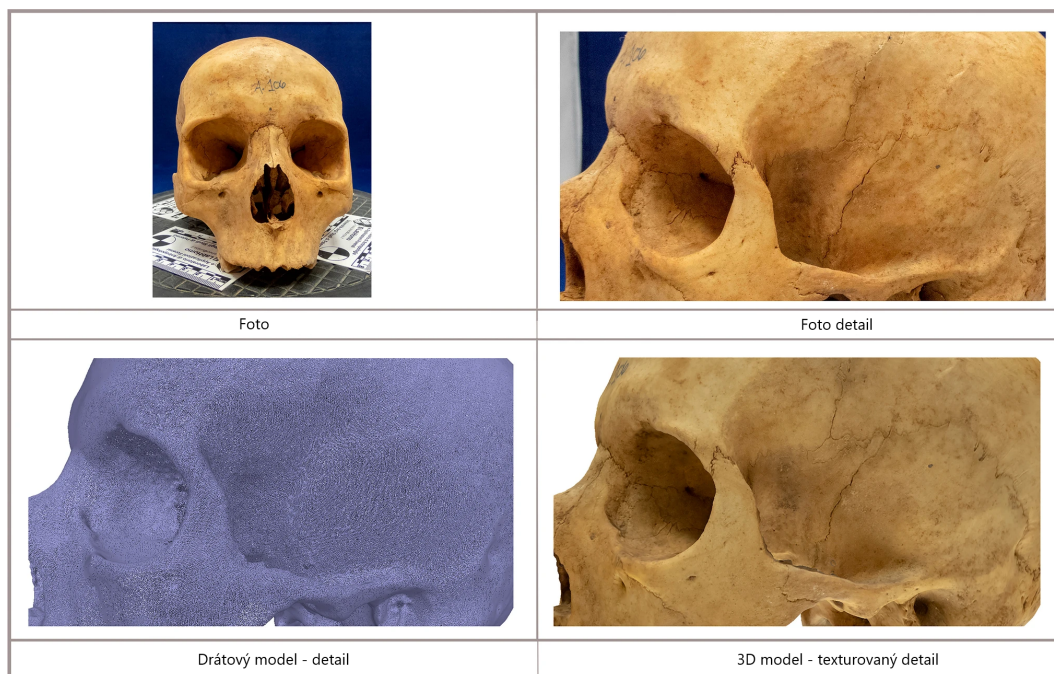 A.106
Foto
Foto detail
Drátový model - detail
3D model - texturovaný detail